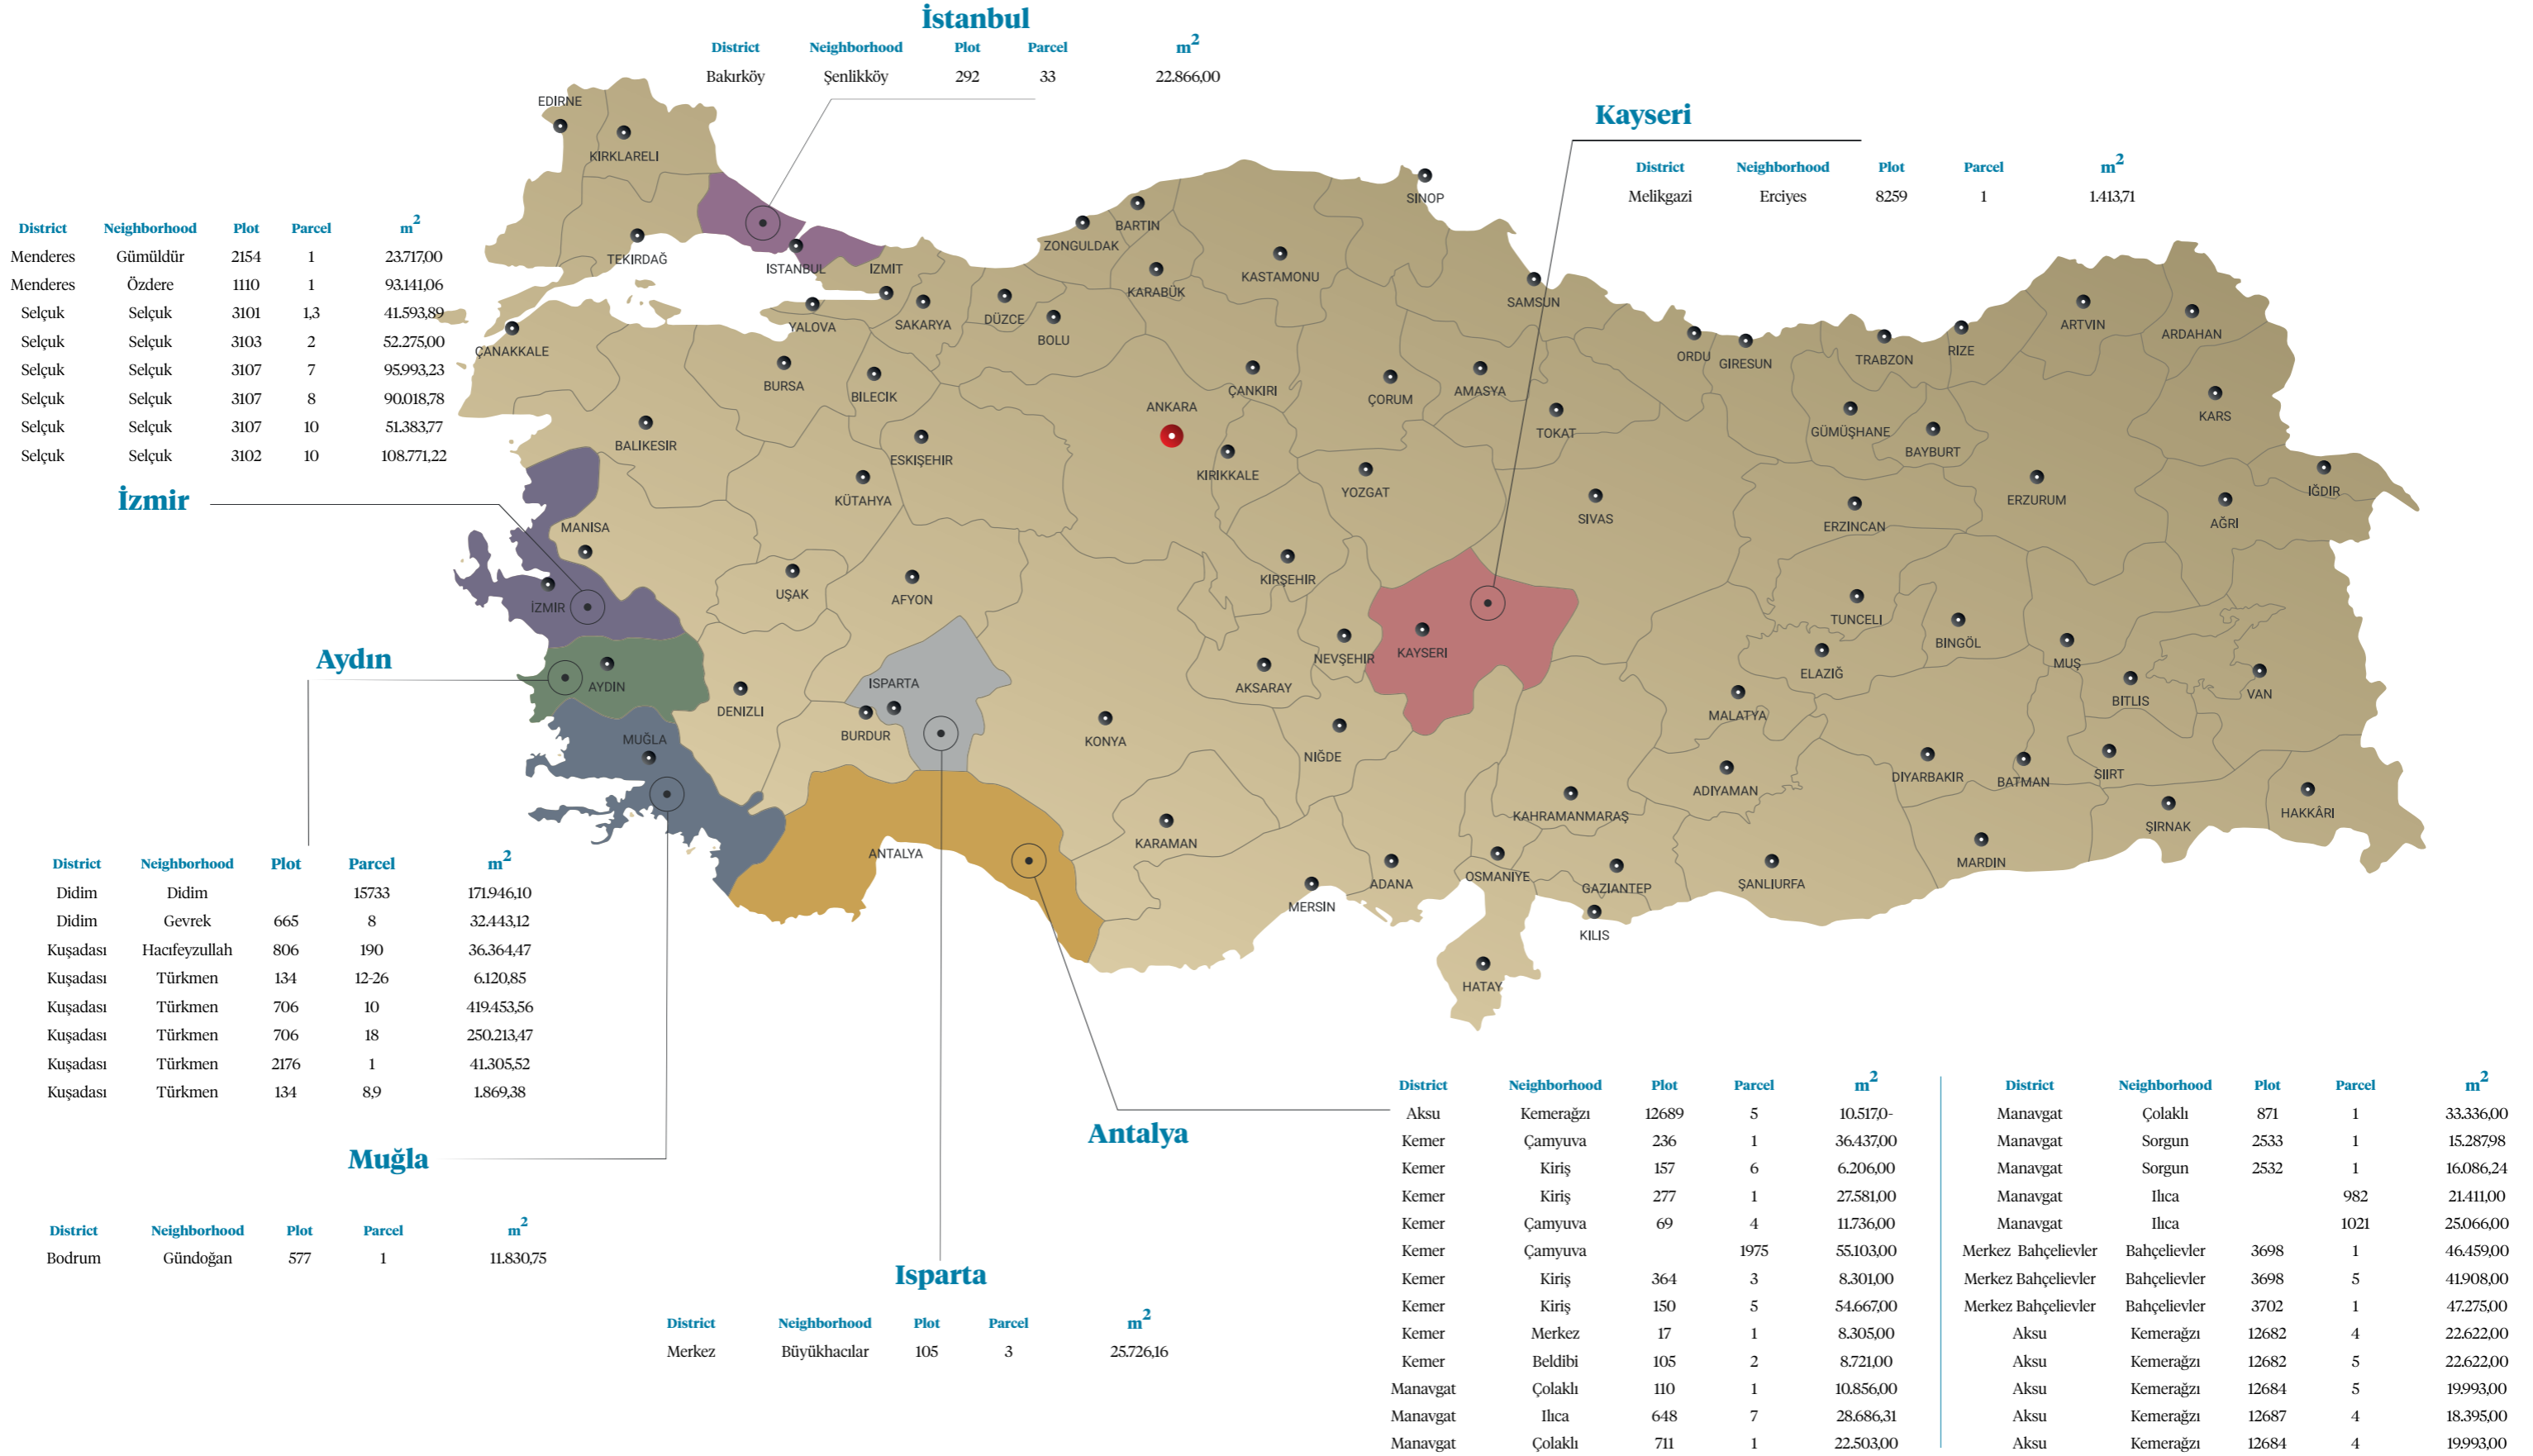 İstanbul
District Neighborhood Plot Parcel m²
Bakırköy Şenlikköy 292 33 22.866,00
Kayseri
District Neighborhood Plot Parcel m²
Melikgazi Erciyes 8259 1 1.413,71
District Neighborhood Plot Parcel m²
Menderes Gümüldür 2154 1 23.717,00
Menderes Özdere 1110 1 93.141,06
Selçuk Selçuk 3101 1,3 41.593,89
Selçuk Selçuk 3103 2 52.275,00
Selçuk Selçuk 3107 7 95.993,23
Selçuk Selçuk 3107 8 90.018,78
Selçuk Selçuk 3107 10 51.383,77
Selçuk Selçuk 3102 10 108.771,22
İzmir
EDIRNE
KIRKLARELI
TEKIRDAĞ
ISTANBUL
IZMIT
YALOVA
SAKARYA
DÜZCE
BOLU
ZONGULDAK
BARTIN
KARABÜK
KASTAMONU
SINOP
SAMSUN
ÇANAKKALE
BURSA
BILECIK
ANKARA
ÇANKIRI
ÇORUM
AMASYA
TOKAT
ORDU
GIRESUN
TRABZON
RIZE
ARTVIN
ARDAHAN
KARS
BALIKESIR
ESKIŞEHIR
KÜTAHYA
KIRIKKALE
YOZGAT
SIVAS
GÜMÜŞHANE
BAYBURT
ERZINCAN
ERZURUM
AĞRI
IĞDIR
MANISA
İZMIR
UŞAK
AFYON
KIRŞEHIR
NEVŞEHIR
KAYSERI
TUNCELI
BINGÖL
ELAZIĞ
MUŞ
BITLIS
VAN
AYDIN
DENIZLI
ISPARTA
BURDUR
KONYA
AKSARAY
NIĞDE
MALATYA
ADIYAMAN
DIYARBAKIR
BATMAN
SIIRT
ŞIRNAK
HAKKÂRI
MUĞLA
ANTALYA
KARAMAN
MERSIN
ADANA
OSMANIYE
KAHRAMANMARAŞ
GAZIANTEP
KILIS
ŞANLIURFA
MARDIN
HATAY
Aydın
District Neighborhood Plot Parcel m²
Didim Didim 15733 171.946,10
Didim Gevrek 665 8 32.443,12
Kuşadası Hacıfeyzullah 806 190 36.364,47
Kuşadası Türkmen 134 12-26 6.120,85
Kuşadası Türkmen 706 10 419.453,56
Kuşadası Türkmen 706 18 250.213,47
Kuşadası Türkmen 2176 1 41.305,52
Kuşadası Türkmen 134 8,9 1.869,38
Muğla
District Neighborhood Plot Parcel m²
Bodrum Gündoğan 577 1 11.830,75
Isparta
District Neighborhood Plot Parcel m²
Merkez Büyükhacılar 105 3 25.726,16
Antalya
District Neighborhood Plot Parcel m²
Aksu Kemerağzı 12689 5 10.517,0-
Kemer Çamyuva 236 1 36.437,00
Kemer Kiriş 157 6 6.206,00
Kemer Kiriş 277 1 27.581,00
Kemer Çamyuva 69 4 11.736,00
Kemer Çamyuva 1975 55.103,00
Kemer Kiriş 364 3 8.301,00
Kemer Kiriş 150 5 54.667,00
Kemer Merkez 17 1 8.305,00
Kemer Beldibi 105 2 8.721,00
Manavgat Çolaklı 110 1 10.856,00
Manavgat Ilıca 648 7 28.686,31
Manavgat Çolaklı 711 1 22.503,00
District Neighborhood Plot Parcel m²
Manavgat Çolaklı 871 1 33.336,00
Manavgat Sorgun 2533 1 15.287,98
Manavgat Sorgun 2532 1 16.086,24
Manavgat Ilıca 982 21.411,00
Manavgat Ilıca 1021 25.066,00
Merkez Bahçelievler Bahçelievler 3698 1 46.459,00
Merkez Bahçelievler Bahçelievler 3698 5 41.908,00
Merkez Bahçelievler Bahçelievler 3702 1 47.275,00
Aksu Kemerağzı 12682 4 22.622,00
Aksu Kemerağzı 12682 5 22.622,00
Aksu Kemerağzı 12684 5 19.993,00
Aksu Kemerağzı 12687 4 18.395,00
Aksu Kemerağzı 12684 4 19.993,00